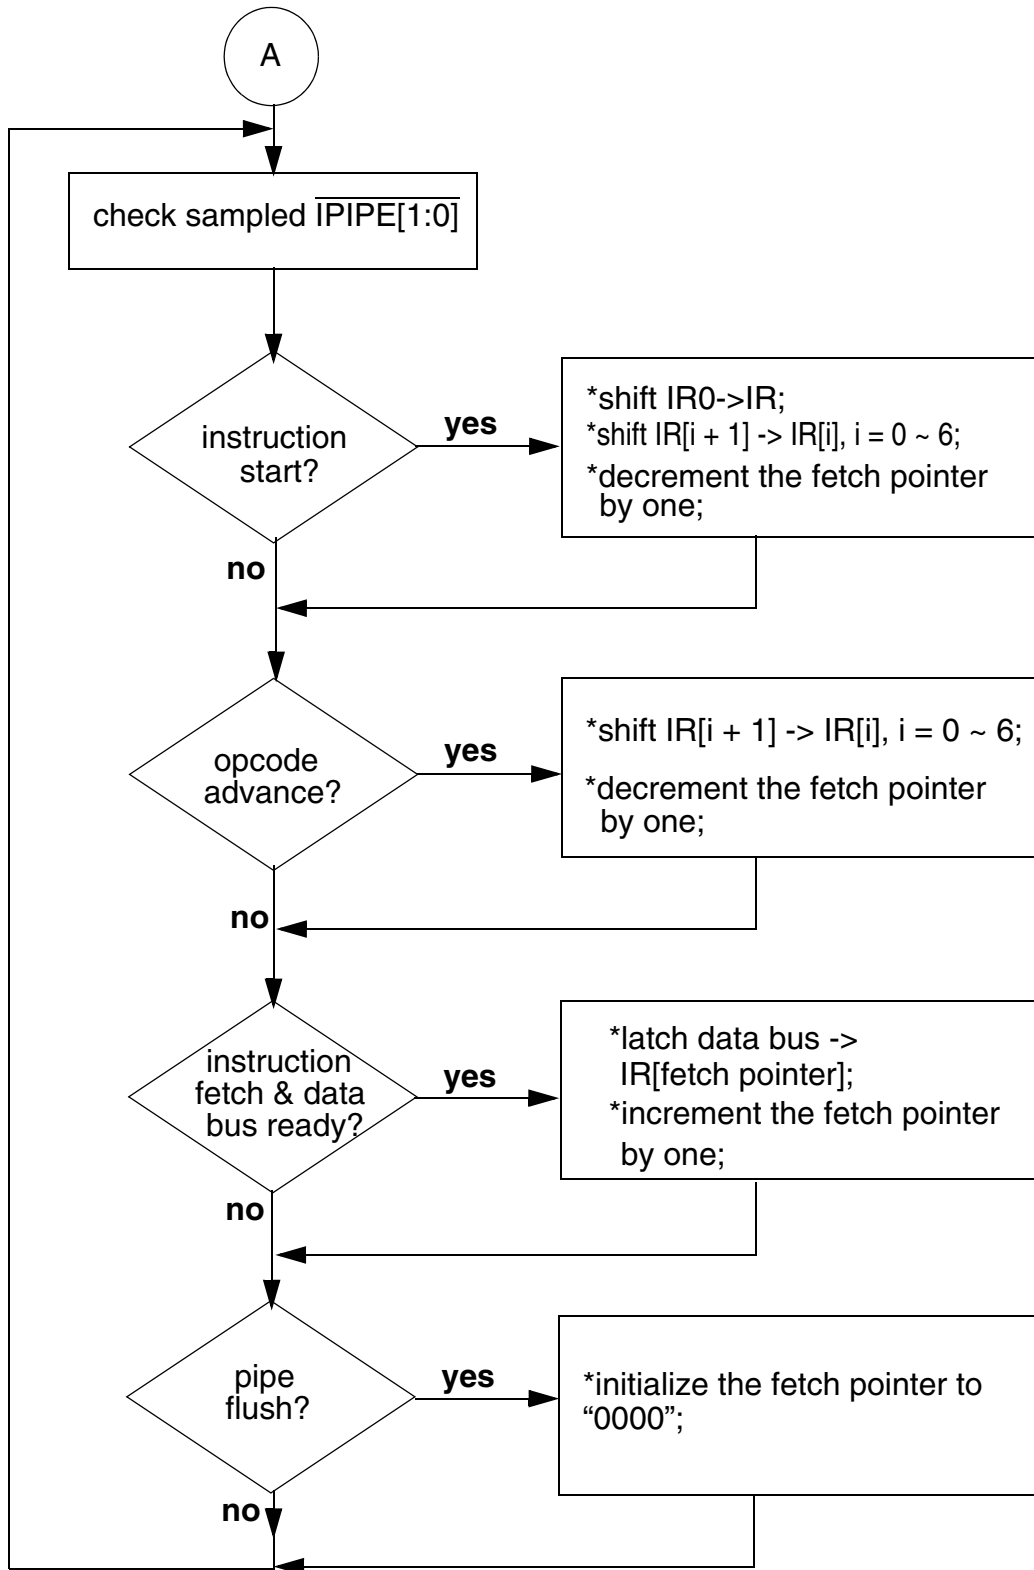 A
check sampled IPIPE[1:0]
instruction
start?
yes
*shift IR0->IR;
*shift IR[i + 1] -> IR[i], i = 0 ~ 6;
*decrement the fetch pointer
by one;
no
opcode
advance?
yes
*shift IR[i + 1] -> IR[i], i = 0 ~ 6;
*decrement the fetch pointer
by one;
no
instruction
fetch & data
bus ready?
yes
*latch data bus ->
IR[fetch pointer];
*increment the fetch pointer
by one;
no
pipe
flush?
yes
*initialize the fetch pointer to
“0000”;
no